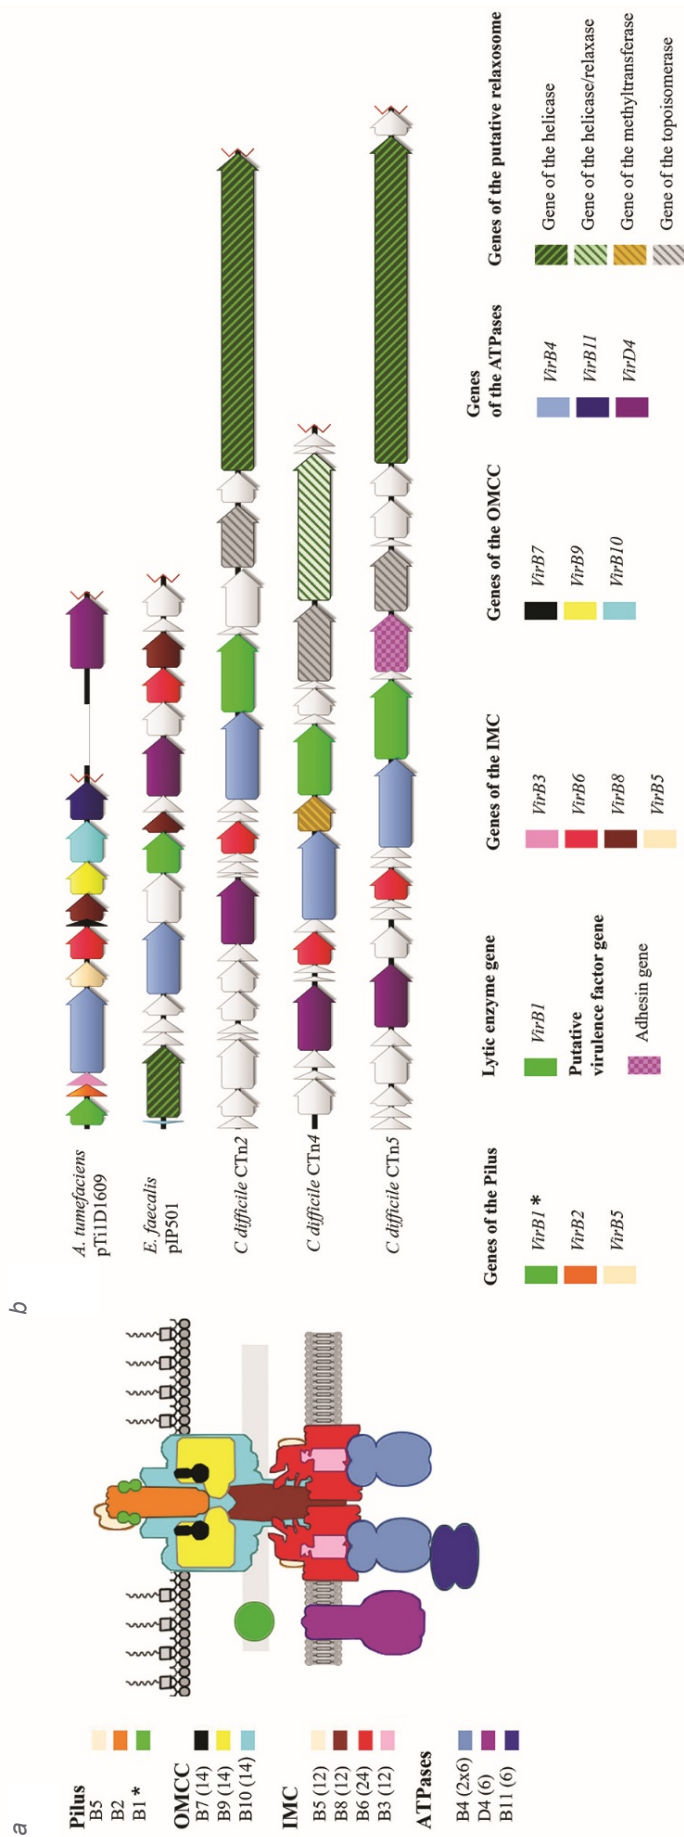 a
Pilus
B5
B2
B1 *
OMCC
B7 (14)
B9 (14)
B10 (14)
IMC
B5 (12)
B8 (12)
B6 (24)
B3 (12)
ATPases
B4 (2x6)
D4 (6)
B11 (6)
b
A. tumefaciens
pTi1D1609
E. faecalis
pIP501
C difficile CTn2
C difficile CTn4
C difficile CTn5
Genes of the Pilus
VirB1 *
VirB2
VirB5
Lytic enzyme gene
VirB1
Putative
virulence factor gene
Adhesin gene
Genes of the IMC
VirB3
VirB6
VirB8
VirB5
Genes of the OMCC
VirB7
VirB9
VirB10
Genes
of the ATPases
VirB4
VirB11
VirD4
Genes of the putative relaxosome
Gene of the helicase
Gene of the helicase/relaxase
Gene of the methyltransferase
Gene of the topoisomerase